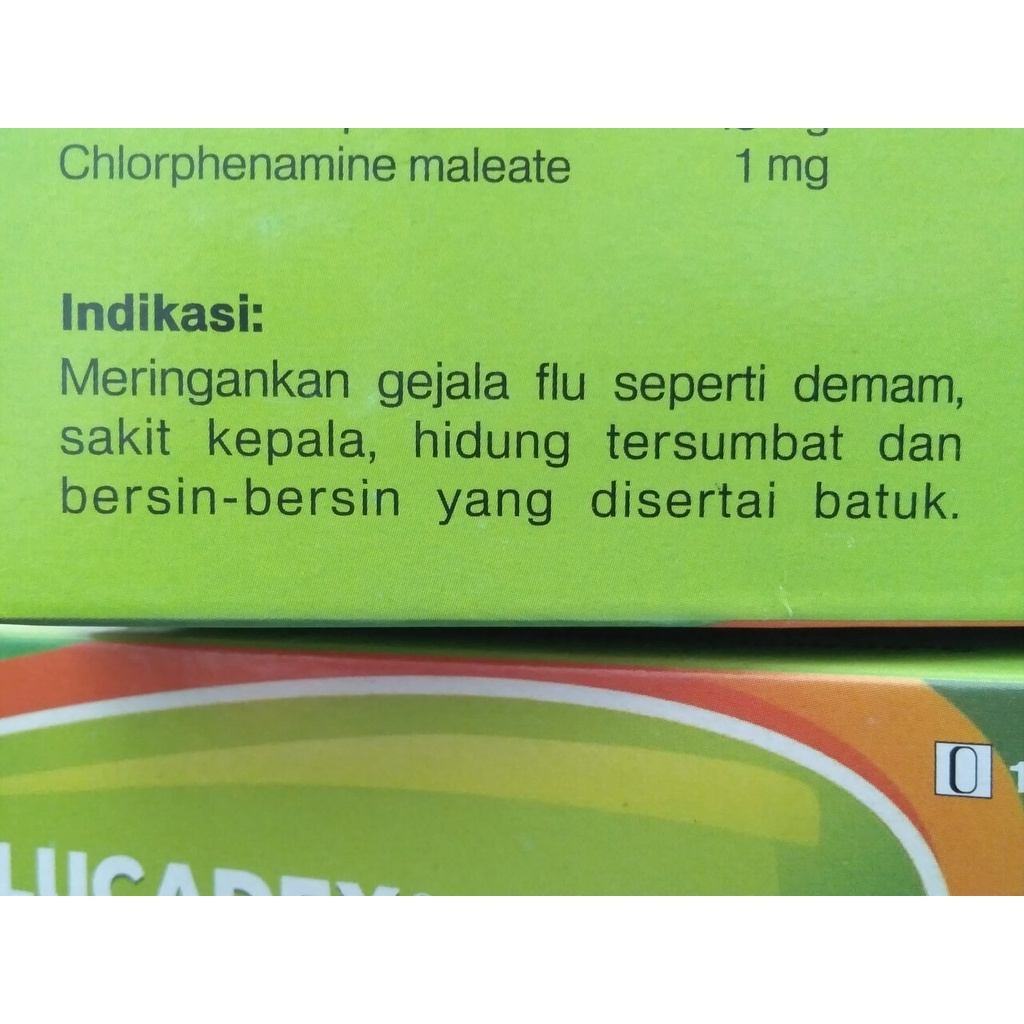 Chlorphenamine maleate 1 mg
Indikasi:
Meringankan gejala flu seperti demam,
sakit kepala, hidung tersumbat dan
bersin-bersin yang disertai batuk.
LUCADEX